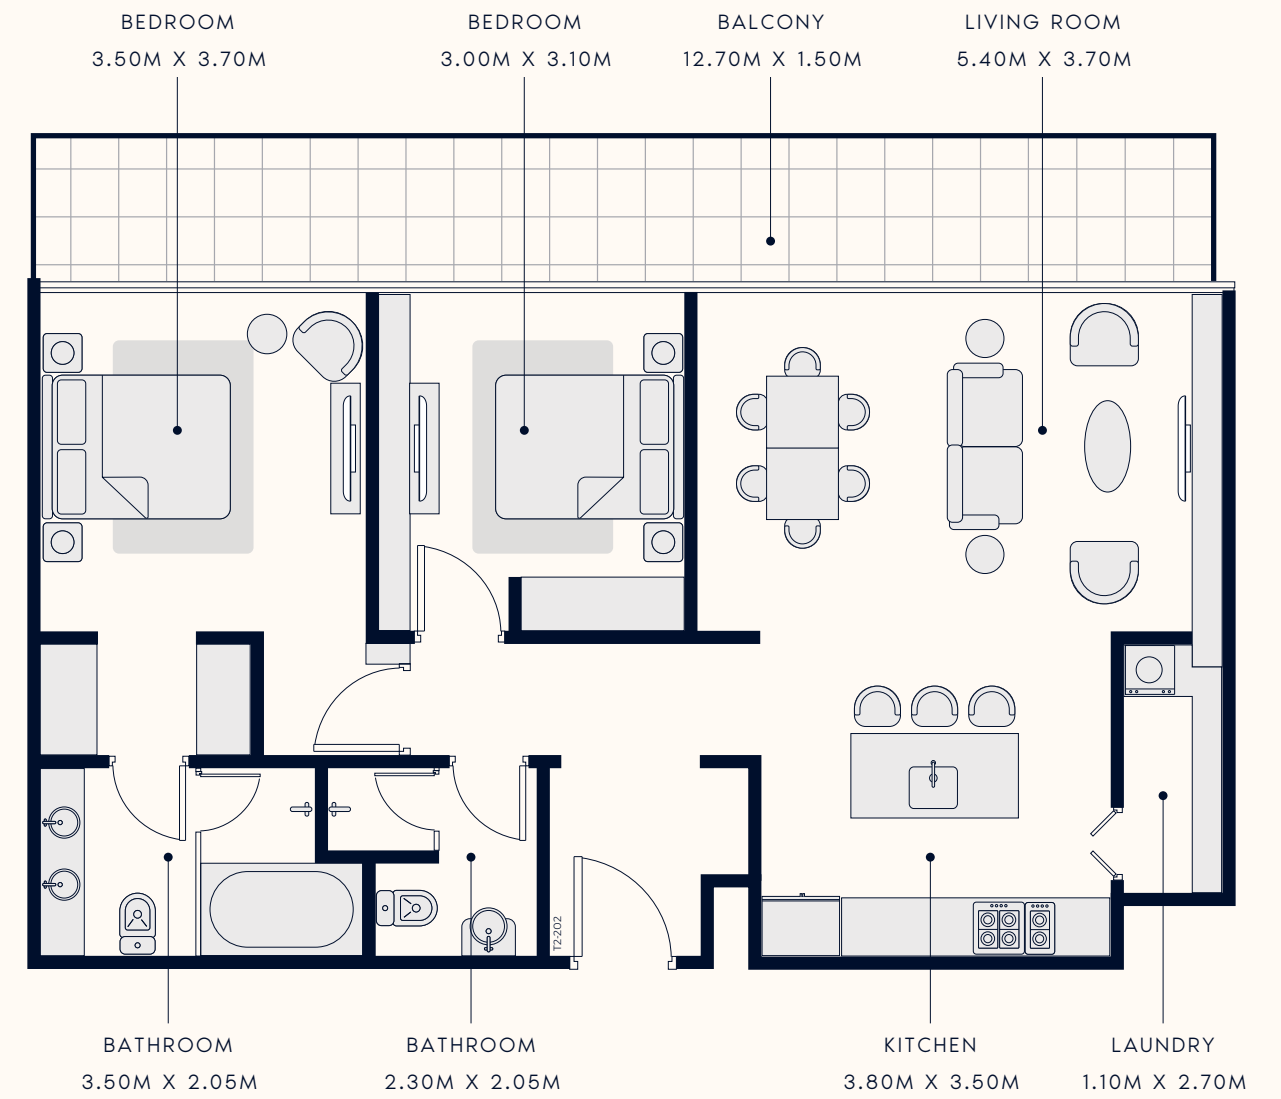 BEDROOM
3.50M X 3.70M
BEDROOM
3.00M X 3.10M
BALCONY
12.70M X 1.50M
LIVING ROOM
5.40M X 3.70M
T2-202
BATHROOM
3.50M X 2.05M
BATHROOM
2.30M X 2.05M
KITCHEN
3.80M X 3.50M
LAUNDRY
1.10M X 2.70M